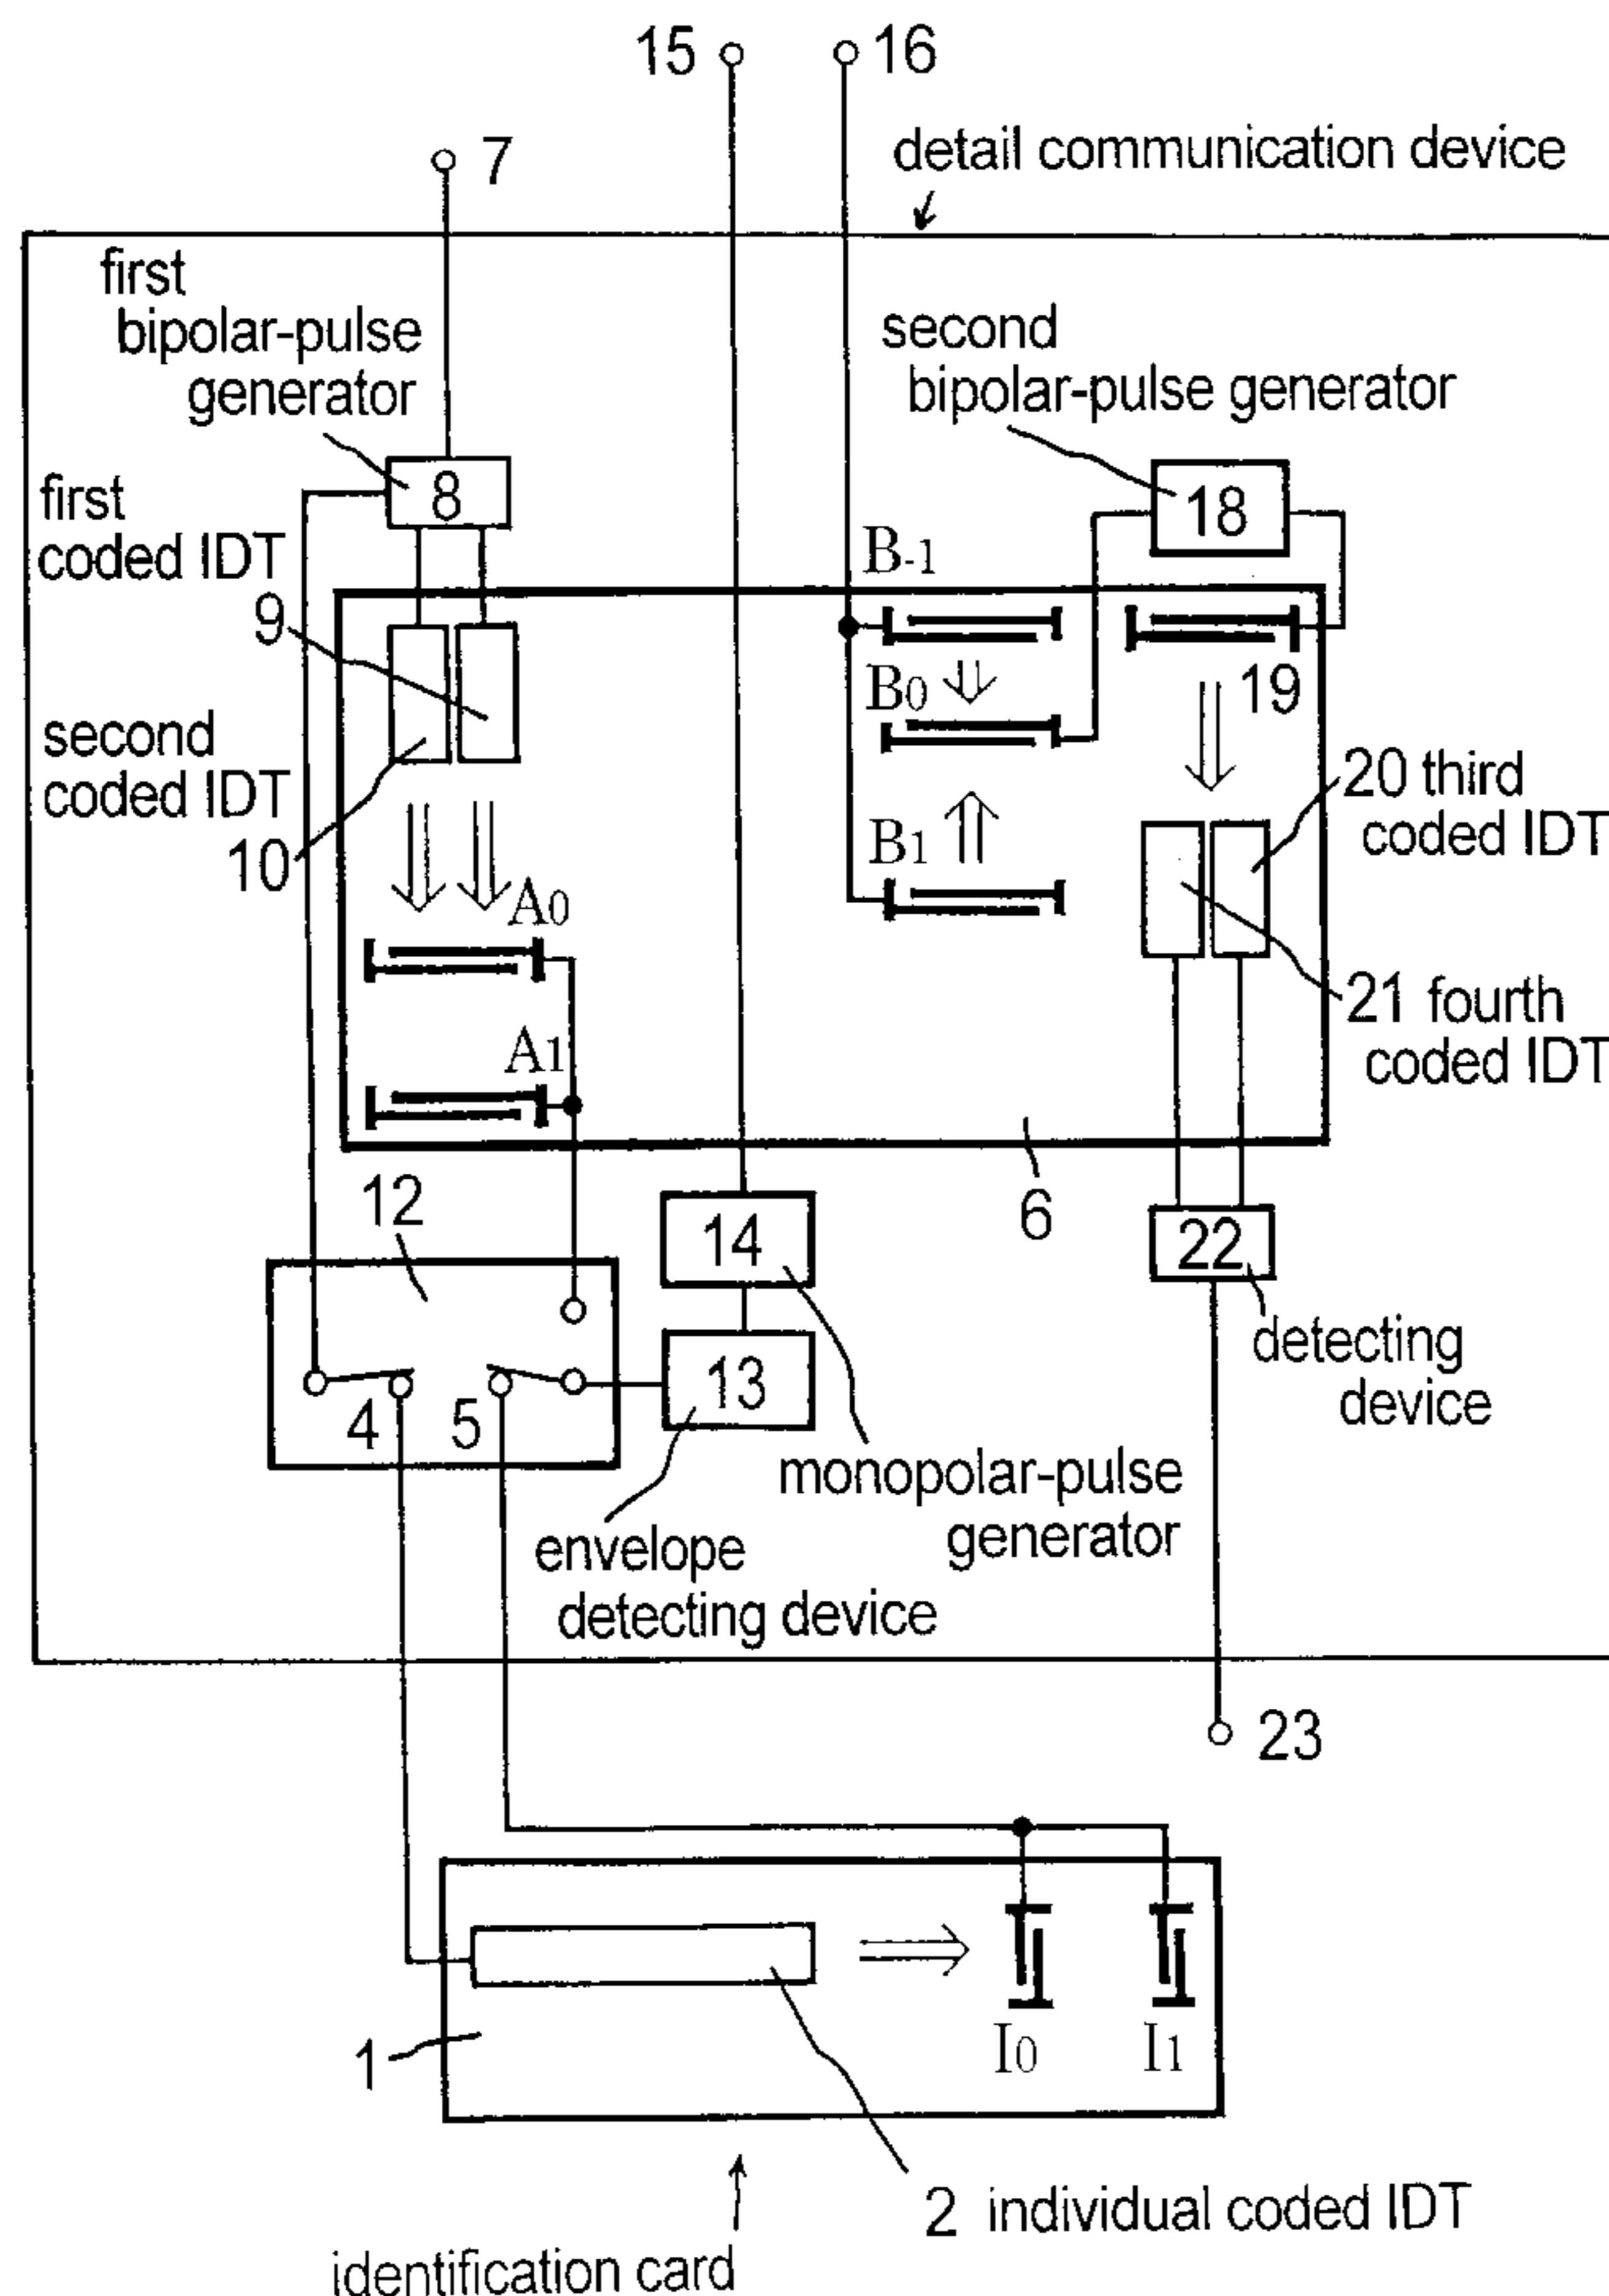 15
16
7
detail communication device
first
bipolar-pulse
generator
second
bipolar-pulse generator
8
18
first
coded IDT
9
B-1
19
B0
second
coded IDT
10
20 third
coded IDT
B1
A0
21 fourth
coded IDT
A1
12
14
6
22
13
detecting
device
4
5
monopolar-pulse
generator
envelope
detecting device
23
1
I0
I1
2 individual coded IDT
identification card